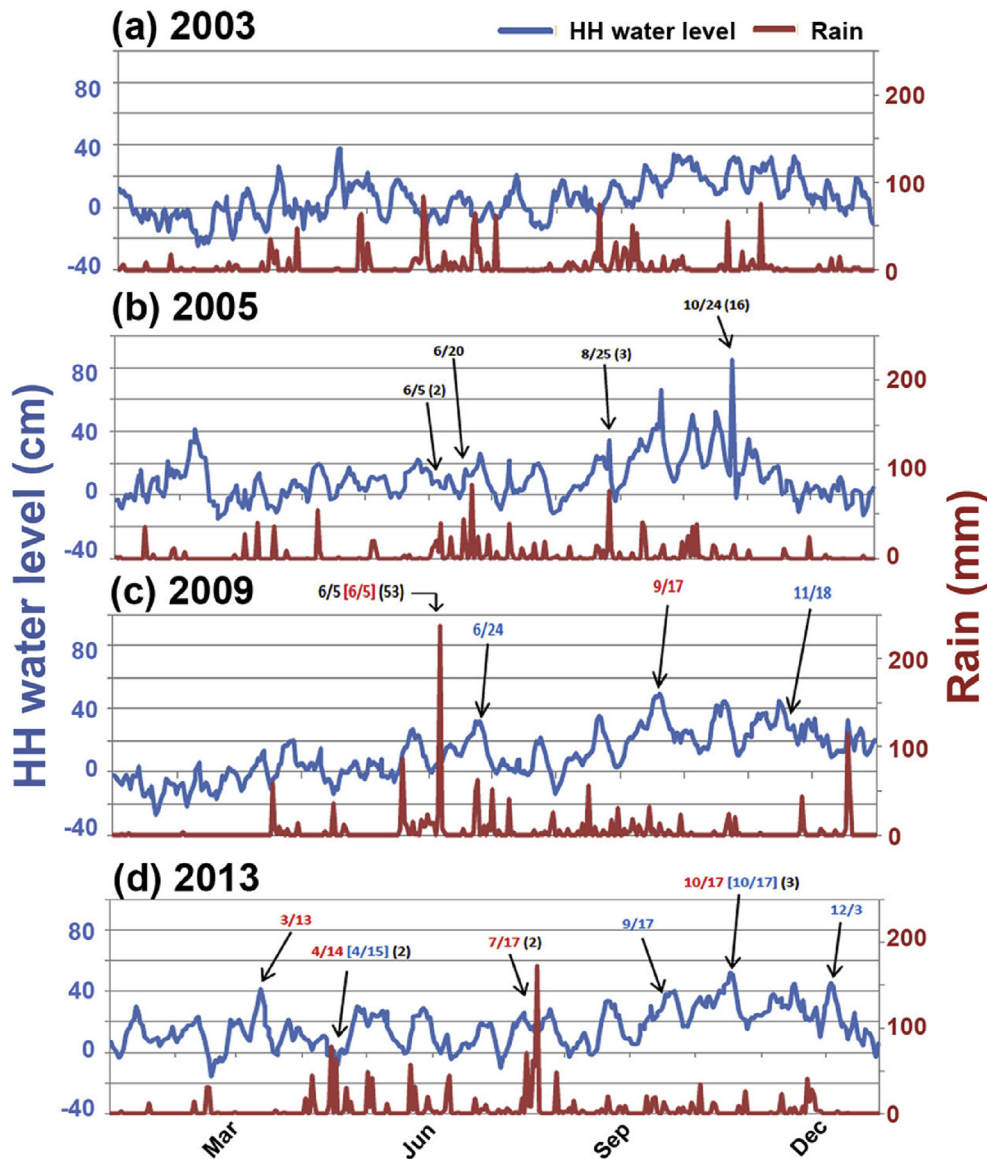 (a) 2003
HH water level
Rain
80
40
0
-40
200
100
0
(b) 2005
10/24 (16)
6/20
8/25 (3)
6/5 (2)
80
40
0
-40
200
100
0
HH water level (cm)
Rain (mm)
(c) 2009
6/5 [6/5] (53)
9/17
11/18
6/24
80
40
0
-40
200
100
0
(d) 2013
10/17 [10/17] (3)
3/13
9/17
12/3
4/14 [4/15] (2)
7/17 (2)
80
40
0
-40
200
100
0
Mar
Jun
Sep
Dec